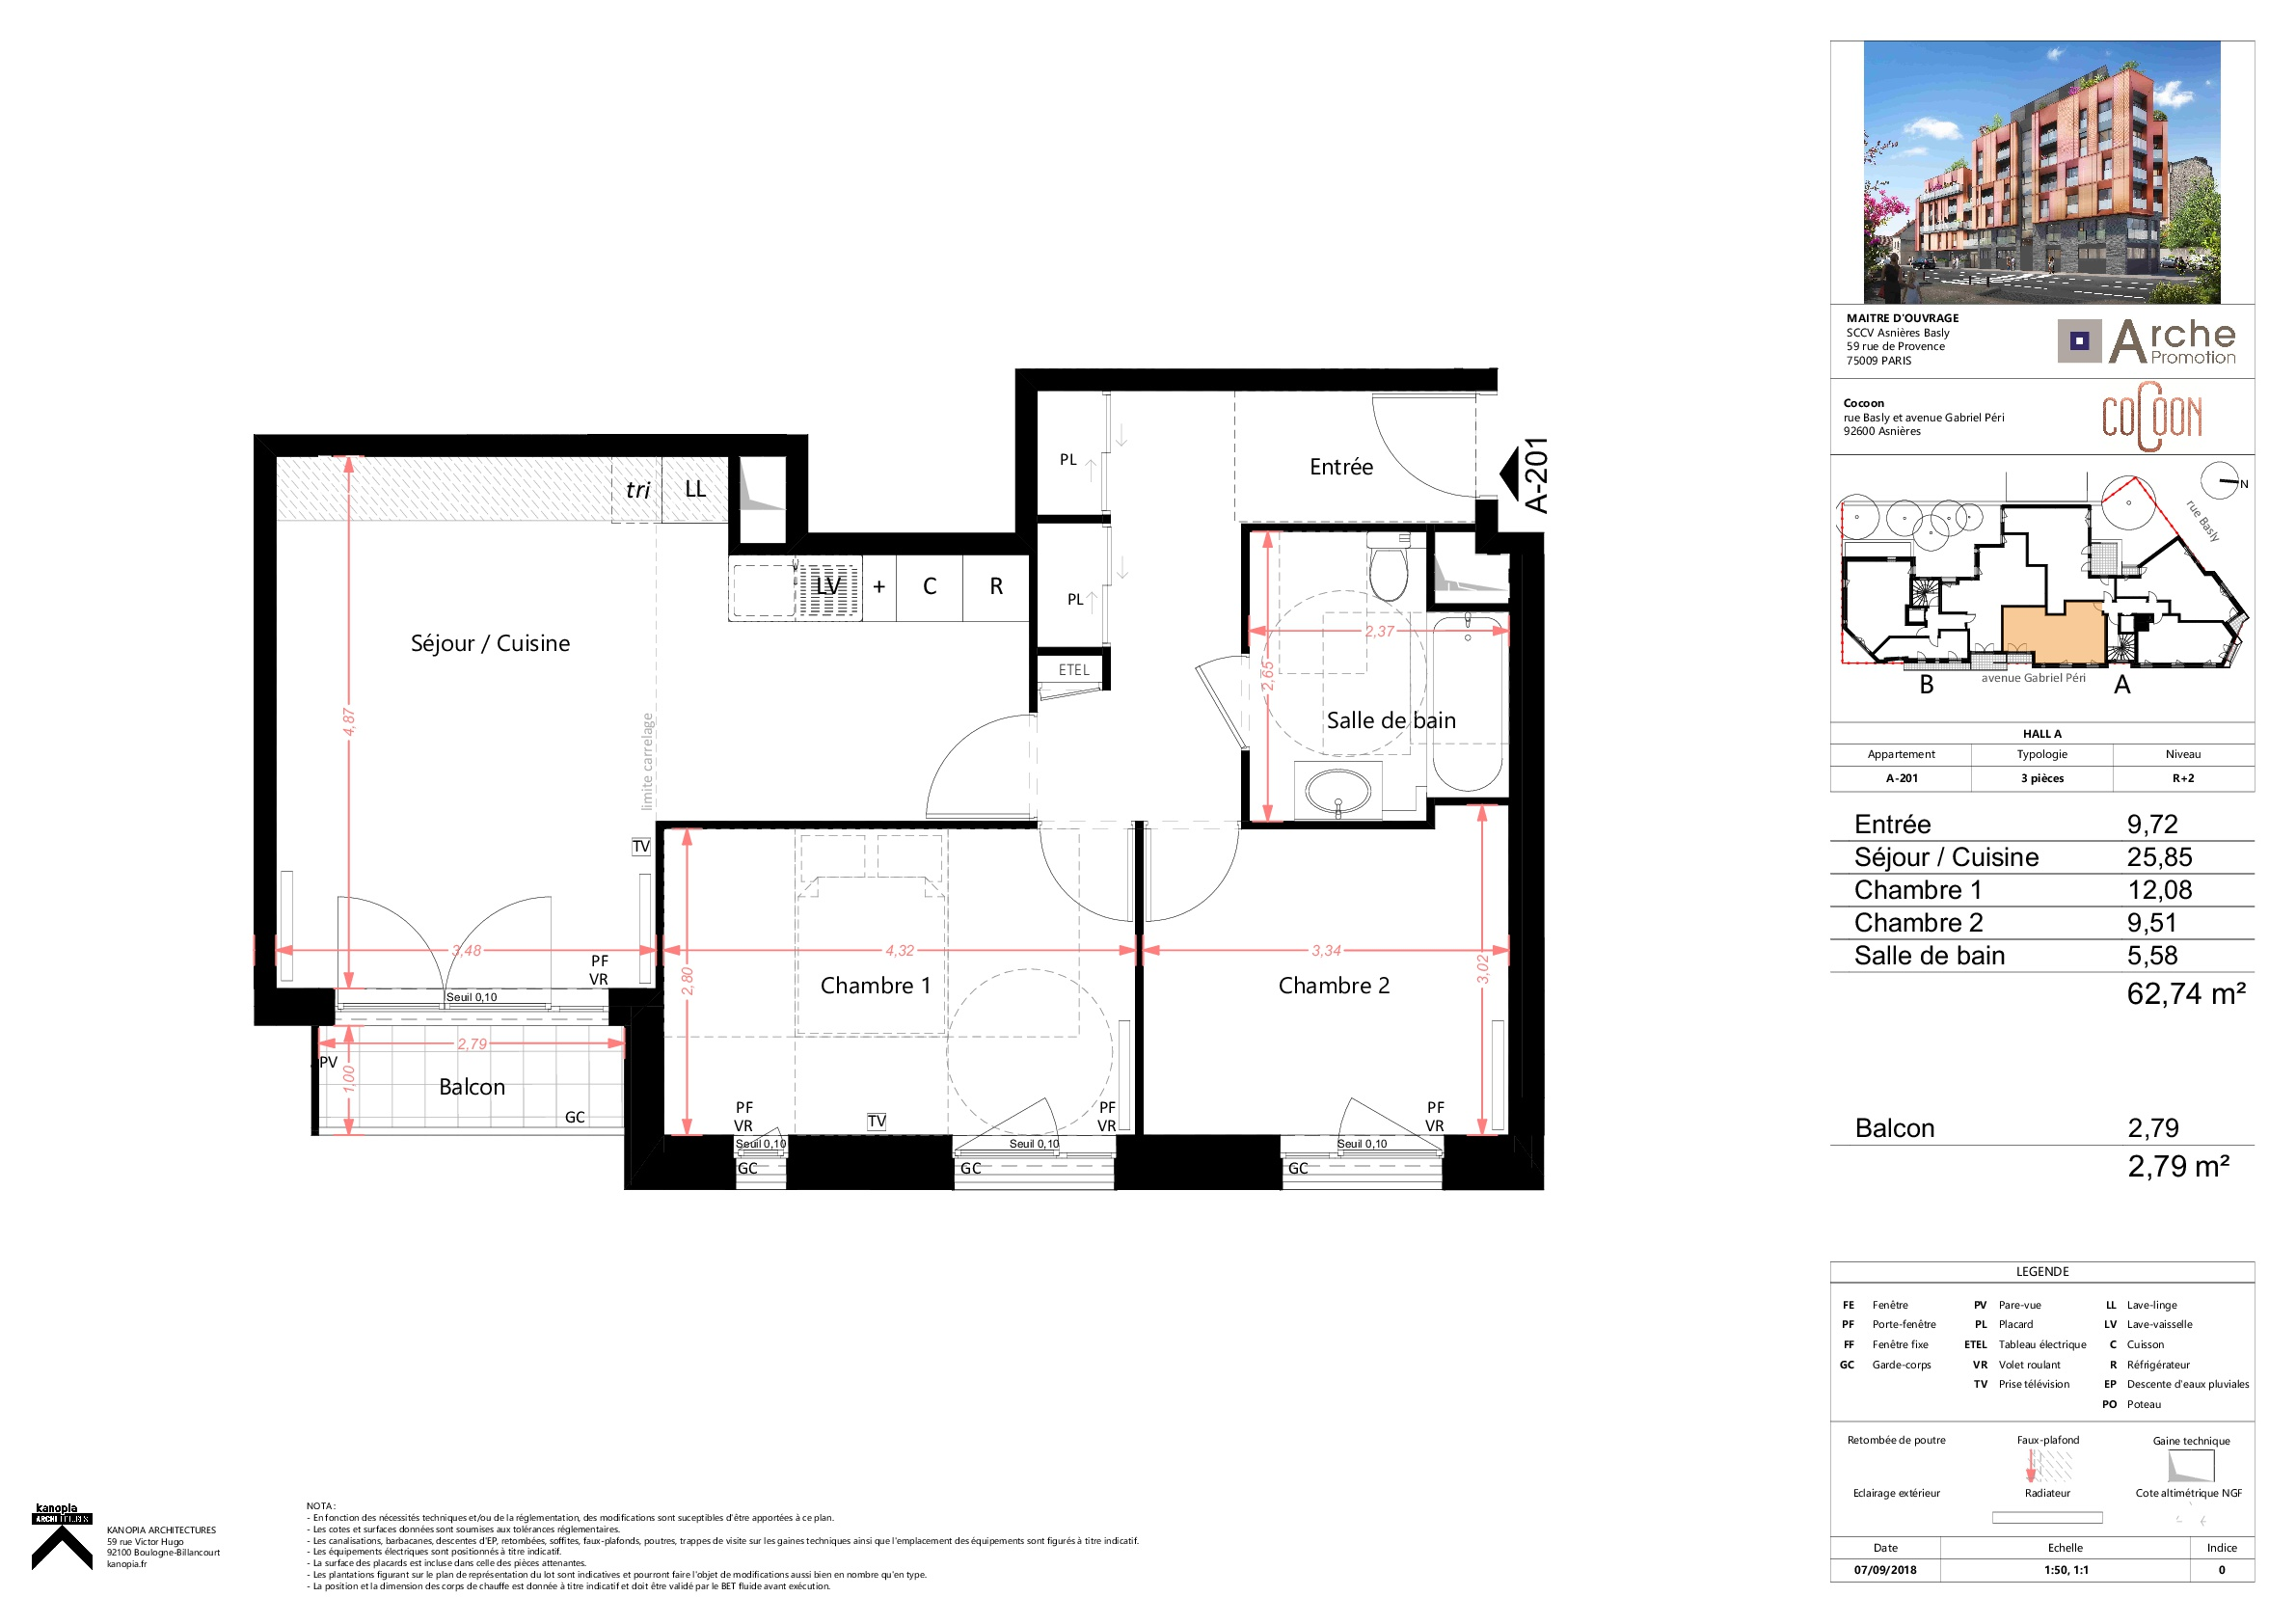 MAITRE D'OUVRAGE
SCCV Asnières Basly
59 rue de Provence
75009 PARIS
Arche
Promotion
Cocoon
rue Basly et avenue Gabriel Péri
92600 Asnières
COCOON
N
rue Basly
B
avenue Gabriel Péri
A
HALL A
Appartement
Typologie
Niveau
A-201
3 pièces
R+2
Entrée 9,72
Séjour / Cuisine 25,85
Chambre 1 12,08
Chambre 2 9,51
Salle de bain 5,58
62,74 m²
Balcon 2,79
2,79 m²
LEGENDE
FE Fenêtre
PF Porte-fenêtre
FF Fenêtre fixe
GC Garde-corps
PV Pare-vue
PL Placard
ETEL Tableau électrique
VR Volet roulant
TV Prise télévision
LL Lave-linge
LV Lave-vaisselle
C Cuisson
R Réfrigérateur
EP Descente d'eaux pluviales
PO Poteau
Retombée de poutre
Faux-plafond
Gaine technique
Eclairage extérieur
Radiateur
Cote altimétrique NGF
Date
Echelle
Indice
07/09/2018
1:50, 1:1
0
PL
Entrée
A-201
tri
LL
PL
LV
+
C
R
Séjour / Cuisine
ETEL
2,37
2,65
Salle de bain
4,87
limite carrelage
TV
3,48
PF
VR
Seuil 0,10
4,32
2,80
Chambre 1
3,34
3,02
Chambre 2
2,79
PV
1,00
Balcon
GC
PF
VR
Seuil 0,10
GC
TV
PF
VR
Seuil 0,10
GC
PF
VR
Seuil 0,10
GC
kanopia
ARCHITECTURES
KANOPIA ARCHITECTURES
59 rue Victor Hugo
92100 Boulogne-Billancourt
kanopia.fr
NOTA :
- En fonction des nécessités techniques et/ou de la réglementation, des modifications sont suceptibles d'être apportées à ce plan.
- Les cotes et surfaces données sont soumises aux tolérances réglementaires.
- Les canalisations, barbacanes, descentes d'EP, retombées, soffites, faux-plafonds, poutres, trappes de visite sur les gaines techniques ainsi que l'emplacement des équipements sont figurés à titre indicatif.
- Les équipements électriques sont positionnés à titre indicatif.
- La surface des placards est incluse dans celle des pièces attenantes.
- Les plantations figurant sur le plan de représentation du lot sont indicatives et pourront faire l'objet de modifications aussi bien en nombre qu'en type.
- La position et la dimension des corps de chauffe est donnée à titre indicatif et doit être validé par le BET fluide avant exécution.